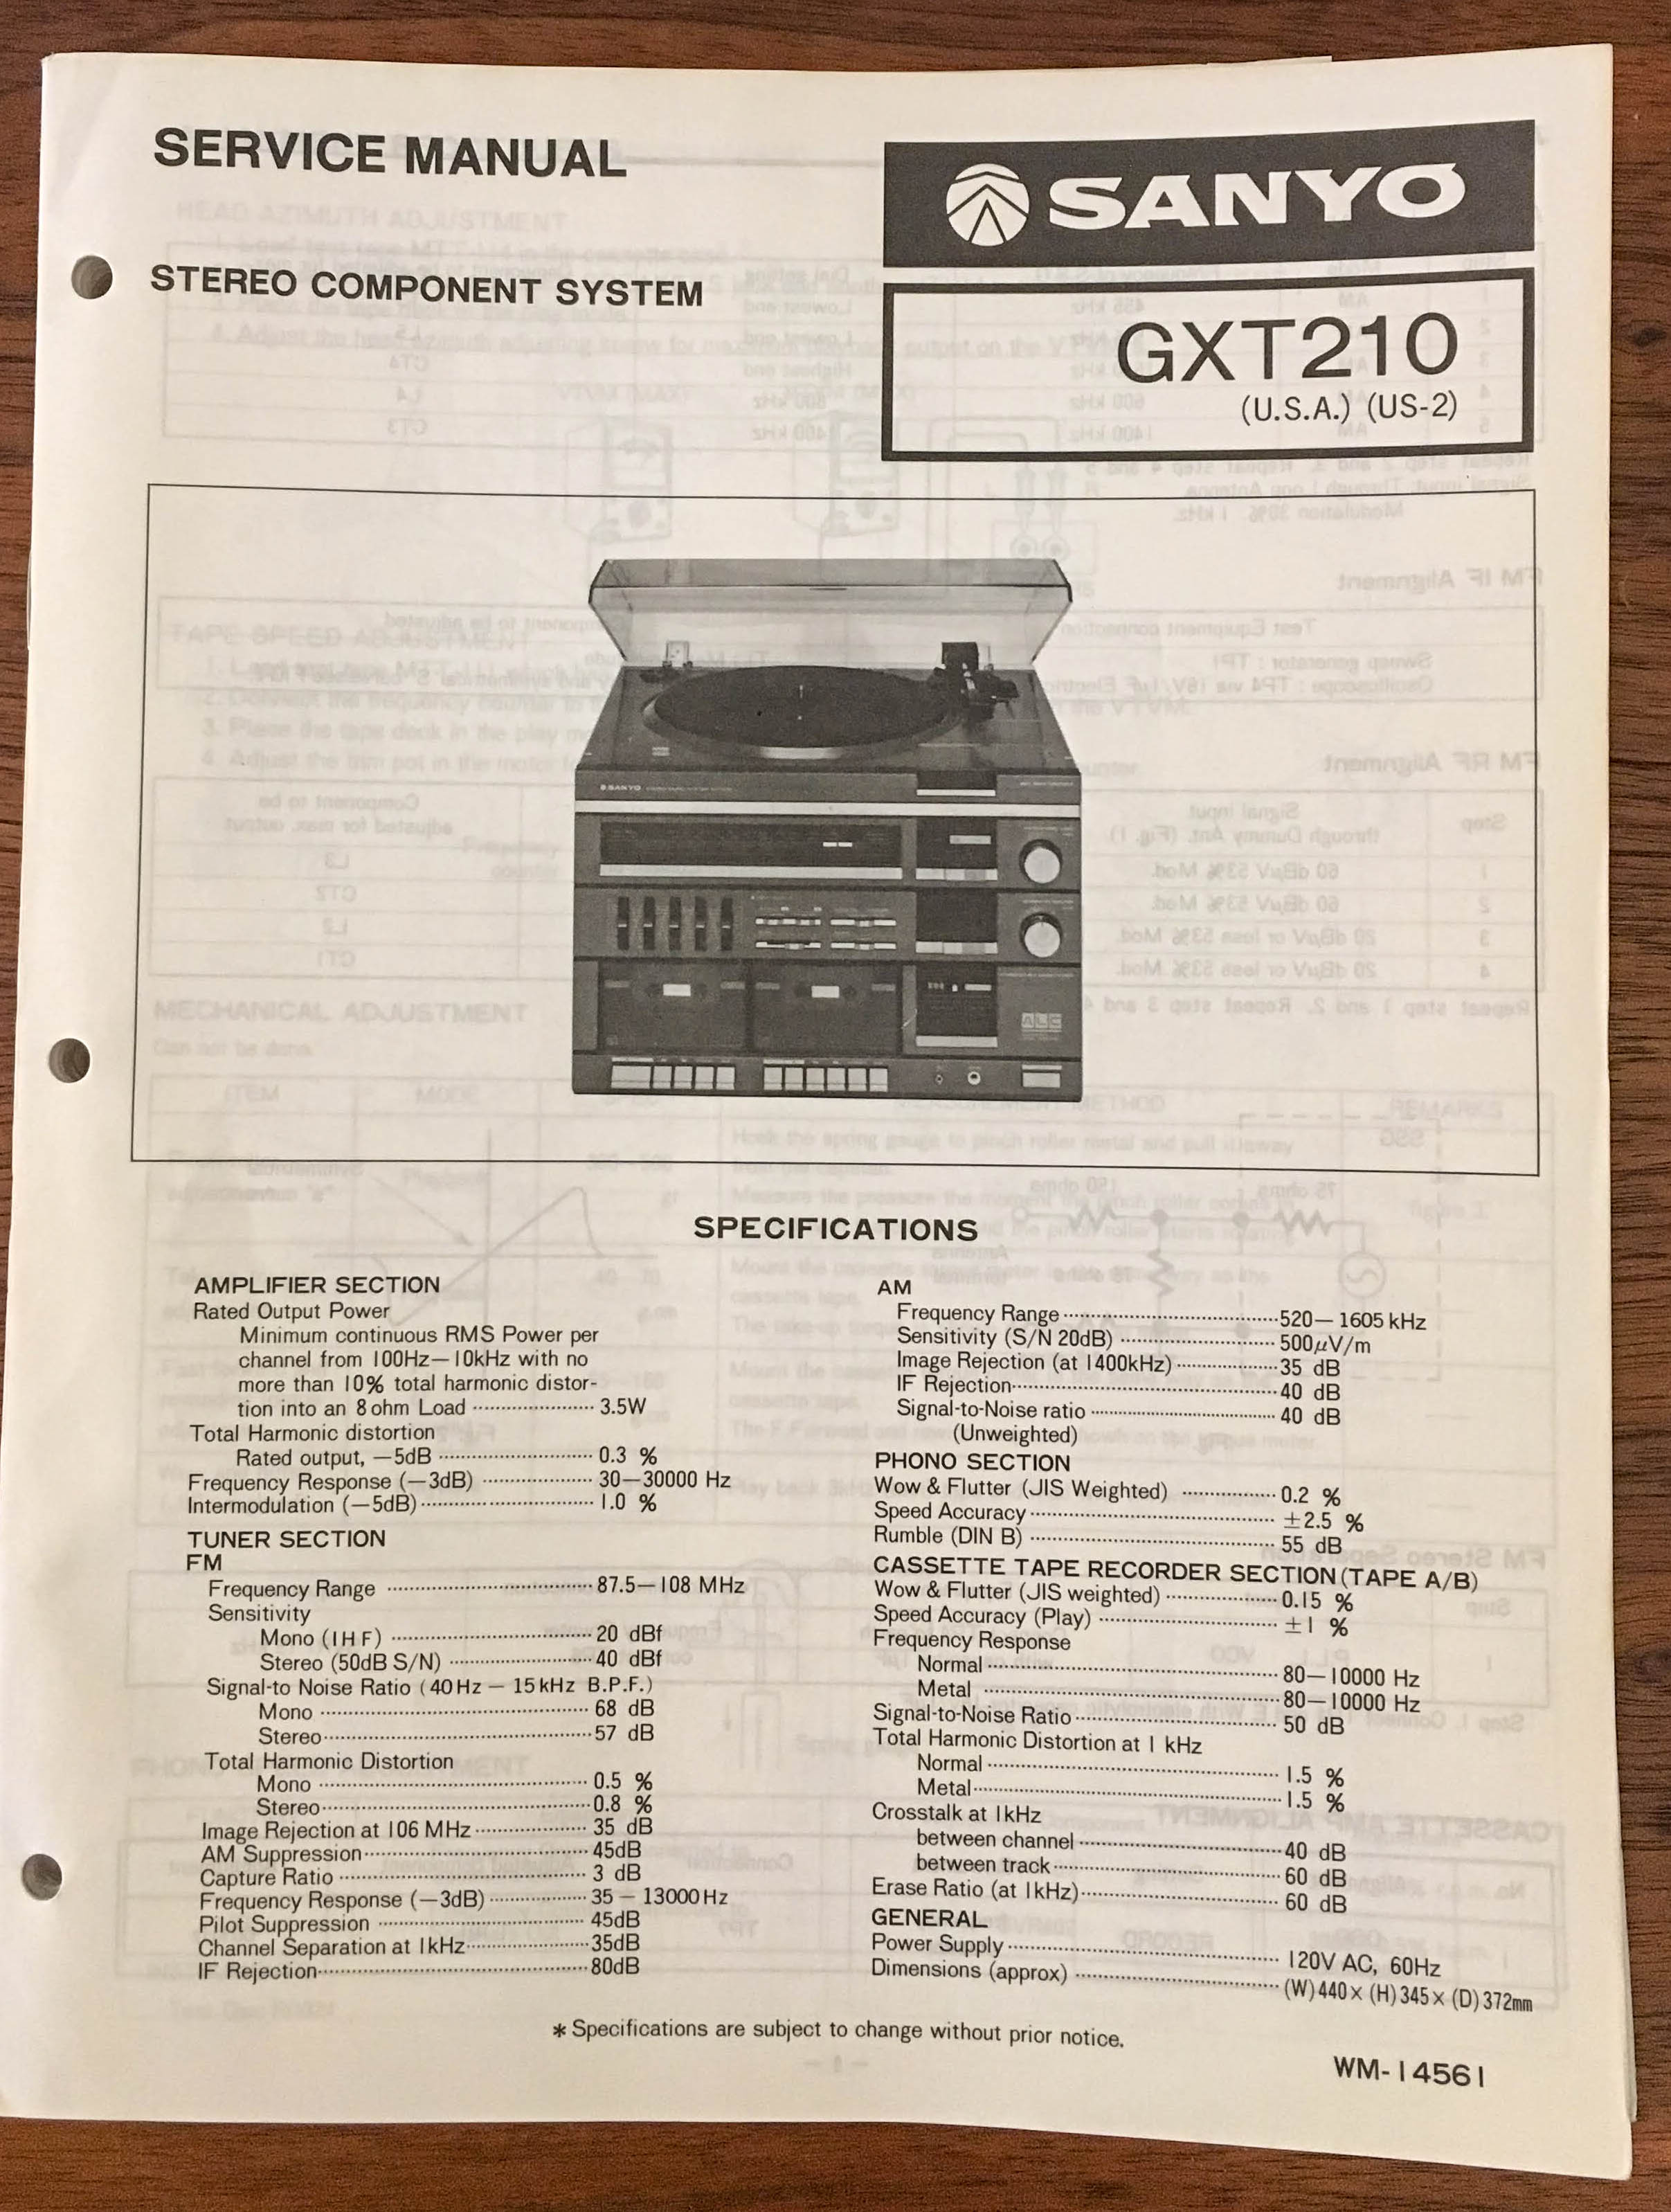 SERVICE MANUAL
SANYO
STEREO COMPONENT SYSTEM
GXT210
(U.S.A.) (US-2)
SANYO
ALC
SPECIFICATIONS
AMPLIFIER SECTION
Rated Output Power
Minimum continuous RMS Power per
channel from 100Hz—10kHz with no
more than 10% total harmonic distor-
tion into an 8 ohm Load 3.5W
Total Harmonic distortion
Rated output, —5dB 0.3 %
Frequency Response (—3dB) 30—30000 Hz
Intermodulation (—5dB) 1.0 %
TUNER SECTION
FM
Frequency Range 87.5—108 MHz
Sensitivity
Mono (IHF) 20 dBf
Stereo (50dB S/N) 40 dBf
Signal-to Noise Ratio (40Hz — 15kHz B.P.F.)
Mono 68 dB
Stereo 57 dB
Total Harmonic Distortion
Mono 0.5 %
Stereo 0.8 %
Image Rejection at 106 MHz 35 dB
AM Suppression 45dB
Capture Ratio 3 dB
Frequency Response (—3dB) 35 — 13000Hz
Pilot Suppression 45dB
Channel Separation at 1kHz 35dB
IF Rejection 80dB
AM
Frequency Range 520—1605 kHz
Sensitivity (S/N 20dB) 500μV/m
Image Rejection (at 1400kHz) 35 dB
IF Rejection 40 dB
Signal-to-Noise ratio 40 dB
(Unweighted)
PHONO SECTION
Wow & Flutter (JIS Weighted) 0.2 %
Speed Accuracy ±2.5 %
Rumble (DIN B) 55 dB
CASSETTE TAPE RECORDER SECTION (TAPE A/B)
Wow & Flutter (JIS weighted) 0.15 %
Speed Accuracy (Play) ±1 %
Frequency Response
Normal 80—10000 Hz
Metal 80—10000 Hz
Signal-to-Noise Ratio 50 dB
Total Harmonic Distortion at 1 kHz
Normal 1.5 %
Metal 1.5 %
Crosstalk at 1kHz
between channel 40 dB
between track 60 dB
Erase Ratio (at 1kHz) 60 dB
GENERAL
Power Supply 120V AC, 60Hz
Dimensions (approx) (W) 440 × (H) 345 × (D) 372mm
* Specifications are subject to change without prior notice.
WM-14561